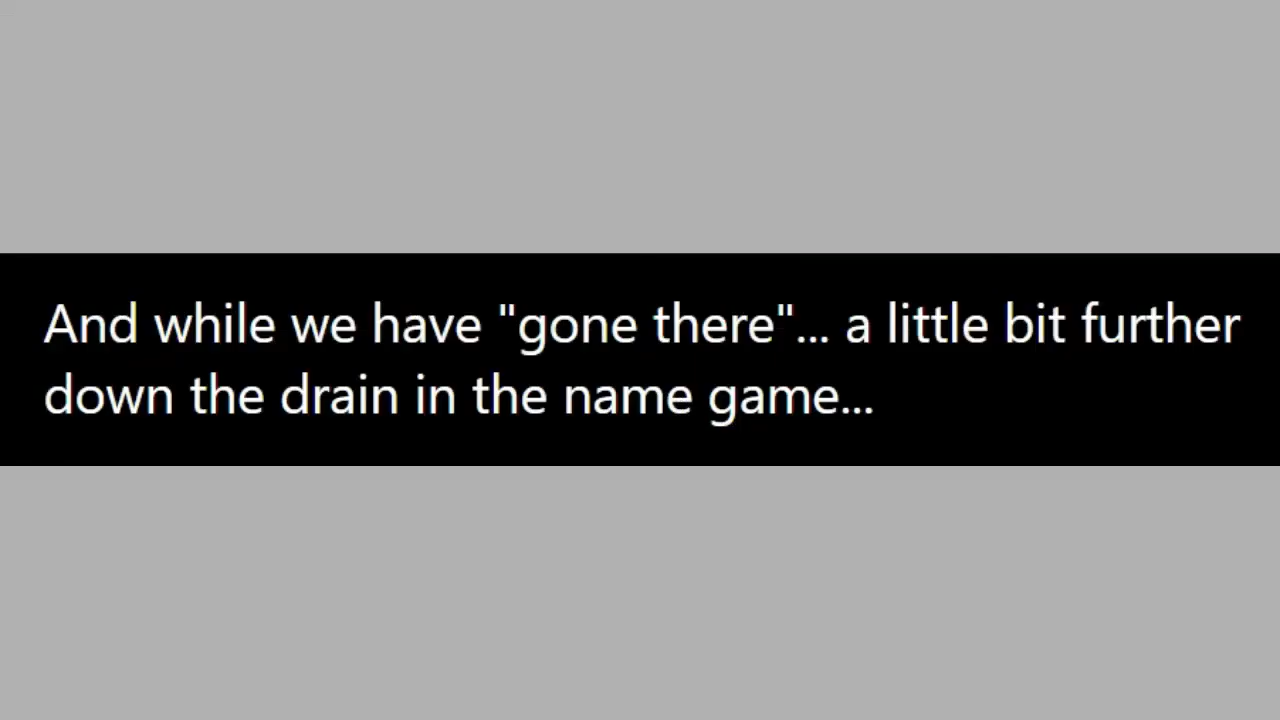 And while we have "gone there"... a little bit further
down the drain in the name game...